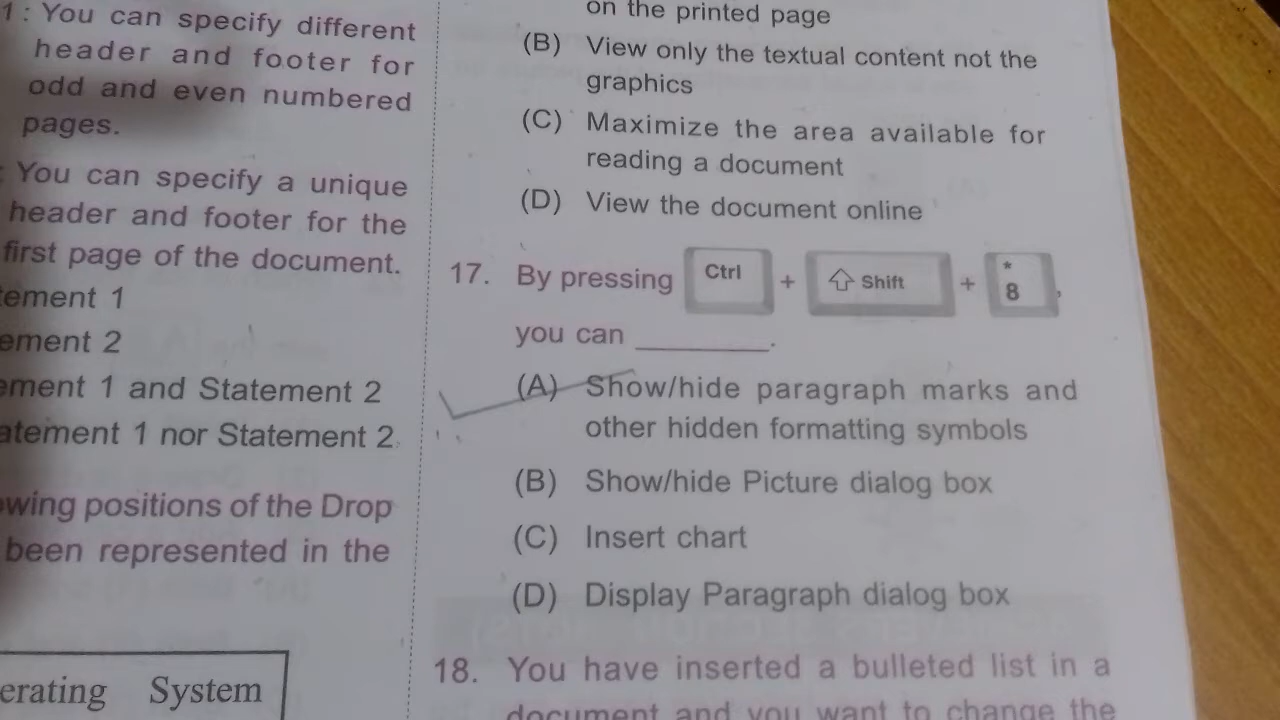 1 : You can specify different
header and footer for
odd and even numbered
pages.
: You can specify a unique
header and footer for the
first page of the document.
tement 1
ement 2
ement 1 and Statement 2
atement 1 nor Statement 2
owing positions of the Drop
been represented in the
erating System
on the printed page
(B) View only the textual content not the
graphics
(C) Maximize the area available for
reading a document
(D) View the document online
17. By pressing Ctrl + Shift + * 8 ,
you can ________.
(A) Show/hide paragraph marks and
other hidden formatting symbols
(B) Show/hide Picture dialog box
(C) Insert chart
(D) Display Paragraph dialog box
18. You have inserted a bulleted list in a
document and you want to change the